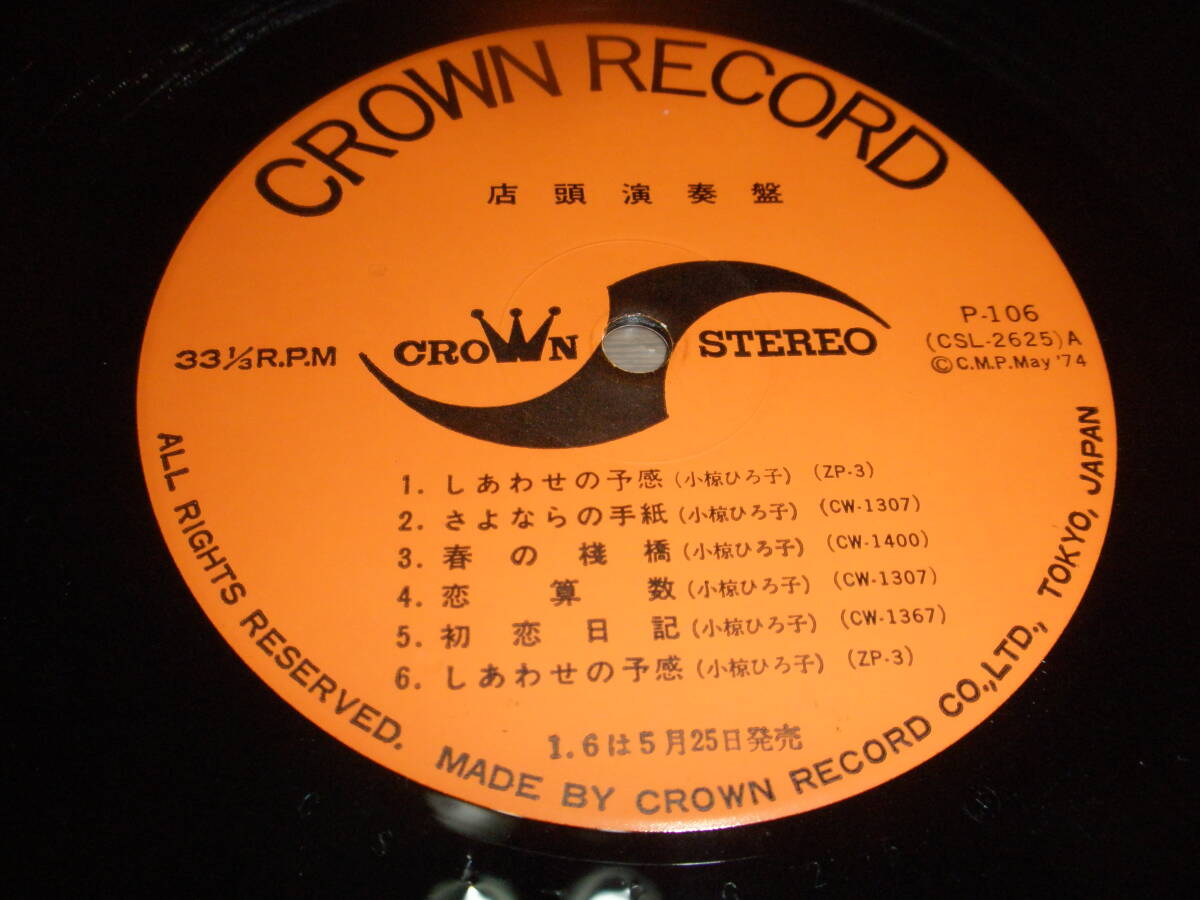 CROWN RECORD
店頭演奏盤
33 1/3 R.P.M
CROWN STEREO
P-106
(CSL-2625) A
Ⓒ C.M.P. May '74
1. しあわせの予感 (小椋ひろ子) (ZP-3)
2. さよならの手紙 (小椋ひろ子) (CW-1307)
3. 春の棧橋 (小椋ひろ子) (CW-1400)
4. 恋算数 (小椋ひろ子) (CW-1307)
5. 初恋日記 (小椋ひろ子) (CW-1367)
6. しあわせの予感 (小椋ひろ子) (ZP-3)
1.6は5月25日発売
ALL RIGHTS RESERVED. MADE BY CROWN RECORD CO.,LTD., TOKYO, JAPAN